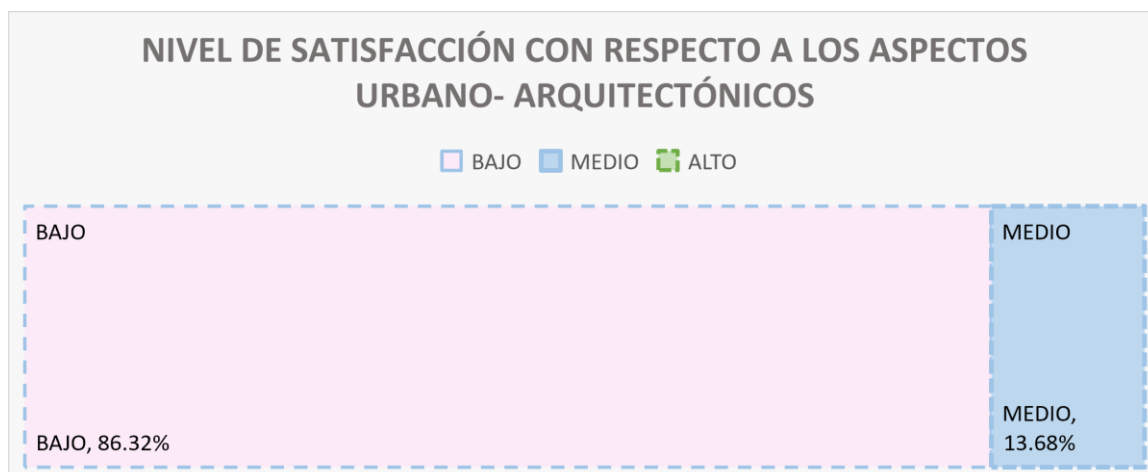 NIVEL DE SATISFACCIÓN CON RESPECTO A LOS ASPECTOS
URBANO- ARQUITECTÓNICOS
BAJO MEDIO ALTO
BAJO
MEDIO
BAJO, 86.32%
MEDIO,
13.68%